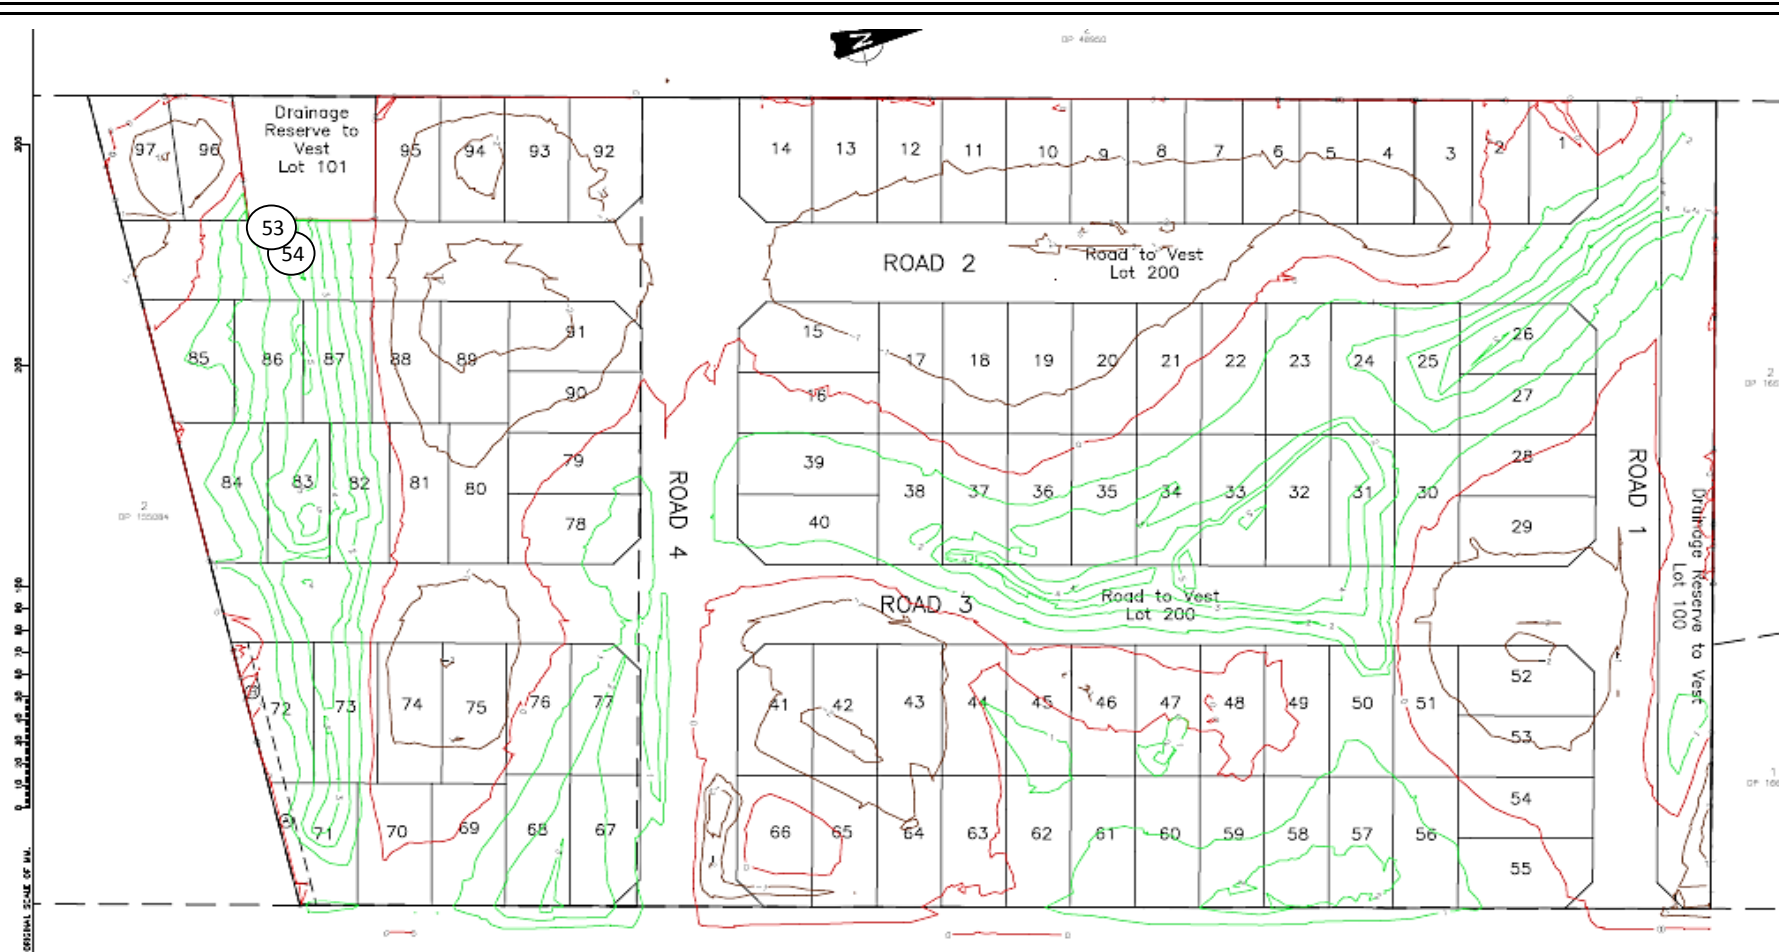 N
DP 48950
Drainage
Reserve to
Vest
Lot 101
97 96 95 94 93 92
14 13 12 11 10 9 8 7 6 5 4 3 2 1
53
54
ROAD 2
Road to Vest
Lot 200
85 86 87 88 89 91
90
15 17 18 19 20 21 22 23 24 25 26
16 27
2
84 83 82 81 80 79
78
39 38 37 36 35 34 33 32 31 30 28
40 29
ROAD 4
ROAD 1
Drainage Reserve to Vest
Lot 100
2
DP 155094
ROAD 3
Road to Vest
Lot 200
72 73 74 75 76 77
41 42 43 44 45 46 47 48 49 50 51 52
53
54
71 70 69 68 67
66 65 64 63 62 61 60 59 58 57 56
55